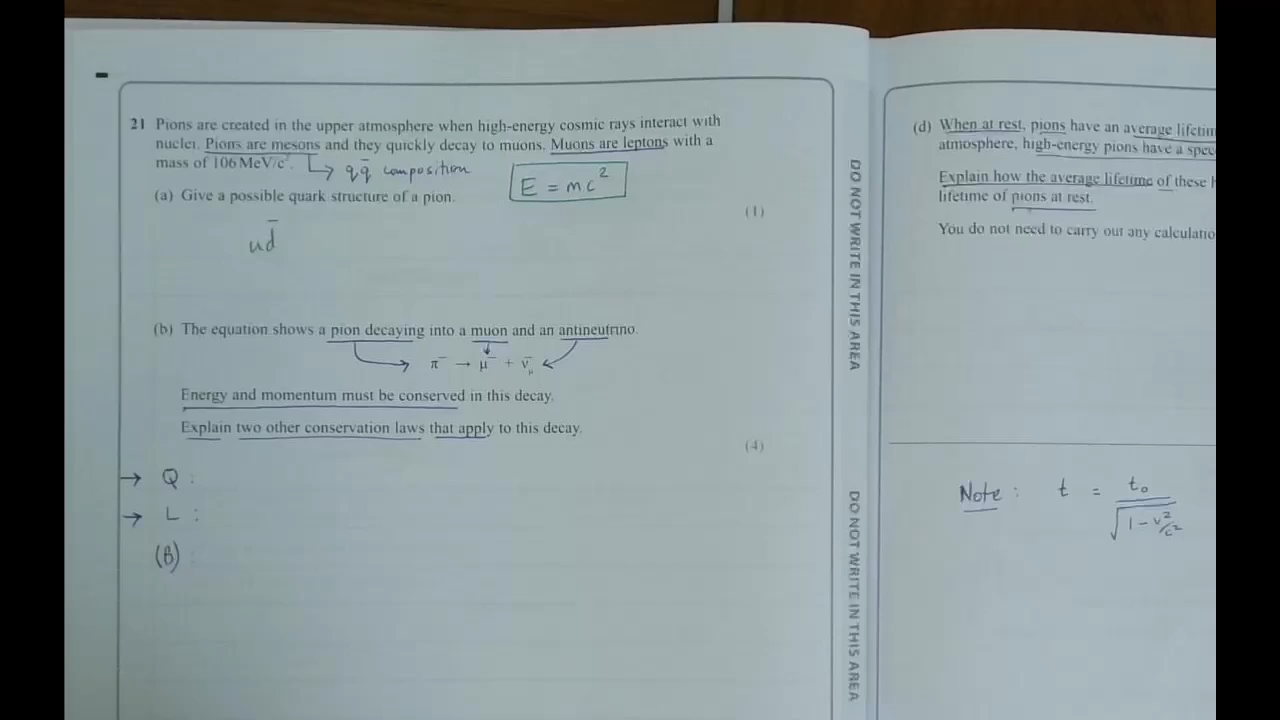 21 Pions are created in the upper atmosphere when high-energy cosmic rays interact with
nuclei. Pions are mesons and they quickly decay to muons. Muons are leptons with a
mass of 106 MeV/c².
qq̄ composition
E = mc²
(a) Give a possible quark structure of a pion.
(1)
ud̄
(b) The equation shows a pion decaying into a muon and an antineutrino.
π⁻ → μ⁻ + ν̄μ
Energy and momentum must be conserved in this decay.
Explain two other conservation laws that apply to this decay.
(4)
→ Q :
→ L :
(B) :
DO NOT WRITE IN THIS AREA
DO NOT WRITE IN THIS AREA
(d) When at rest, pions have an average
atmosphere, high-energy pions have a
Explain how the average lifetime of these
lifetime of pions at rest.
You do not need to carry out any
Note : t = t₀ / √(1 - v²/c²)